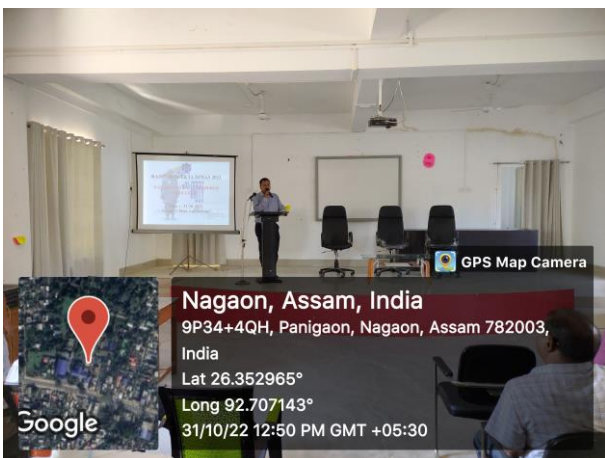 GPS Map Camera
Nagaon, Assam, India
9P34+4QH, Panigaon, Nagaon, Assam 782003,
India
Lat 26.352965°
Long 92.707143°
31/10/22 12:50 PM GMT +05:30
Google